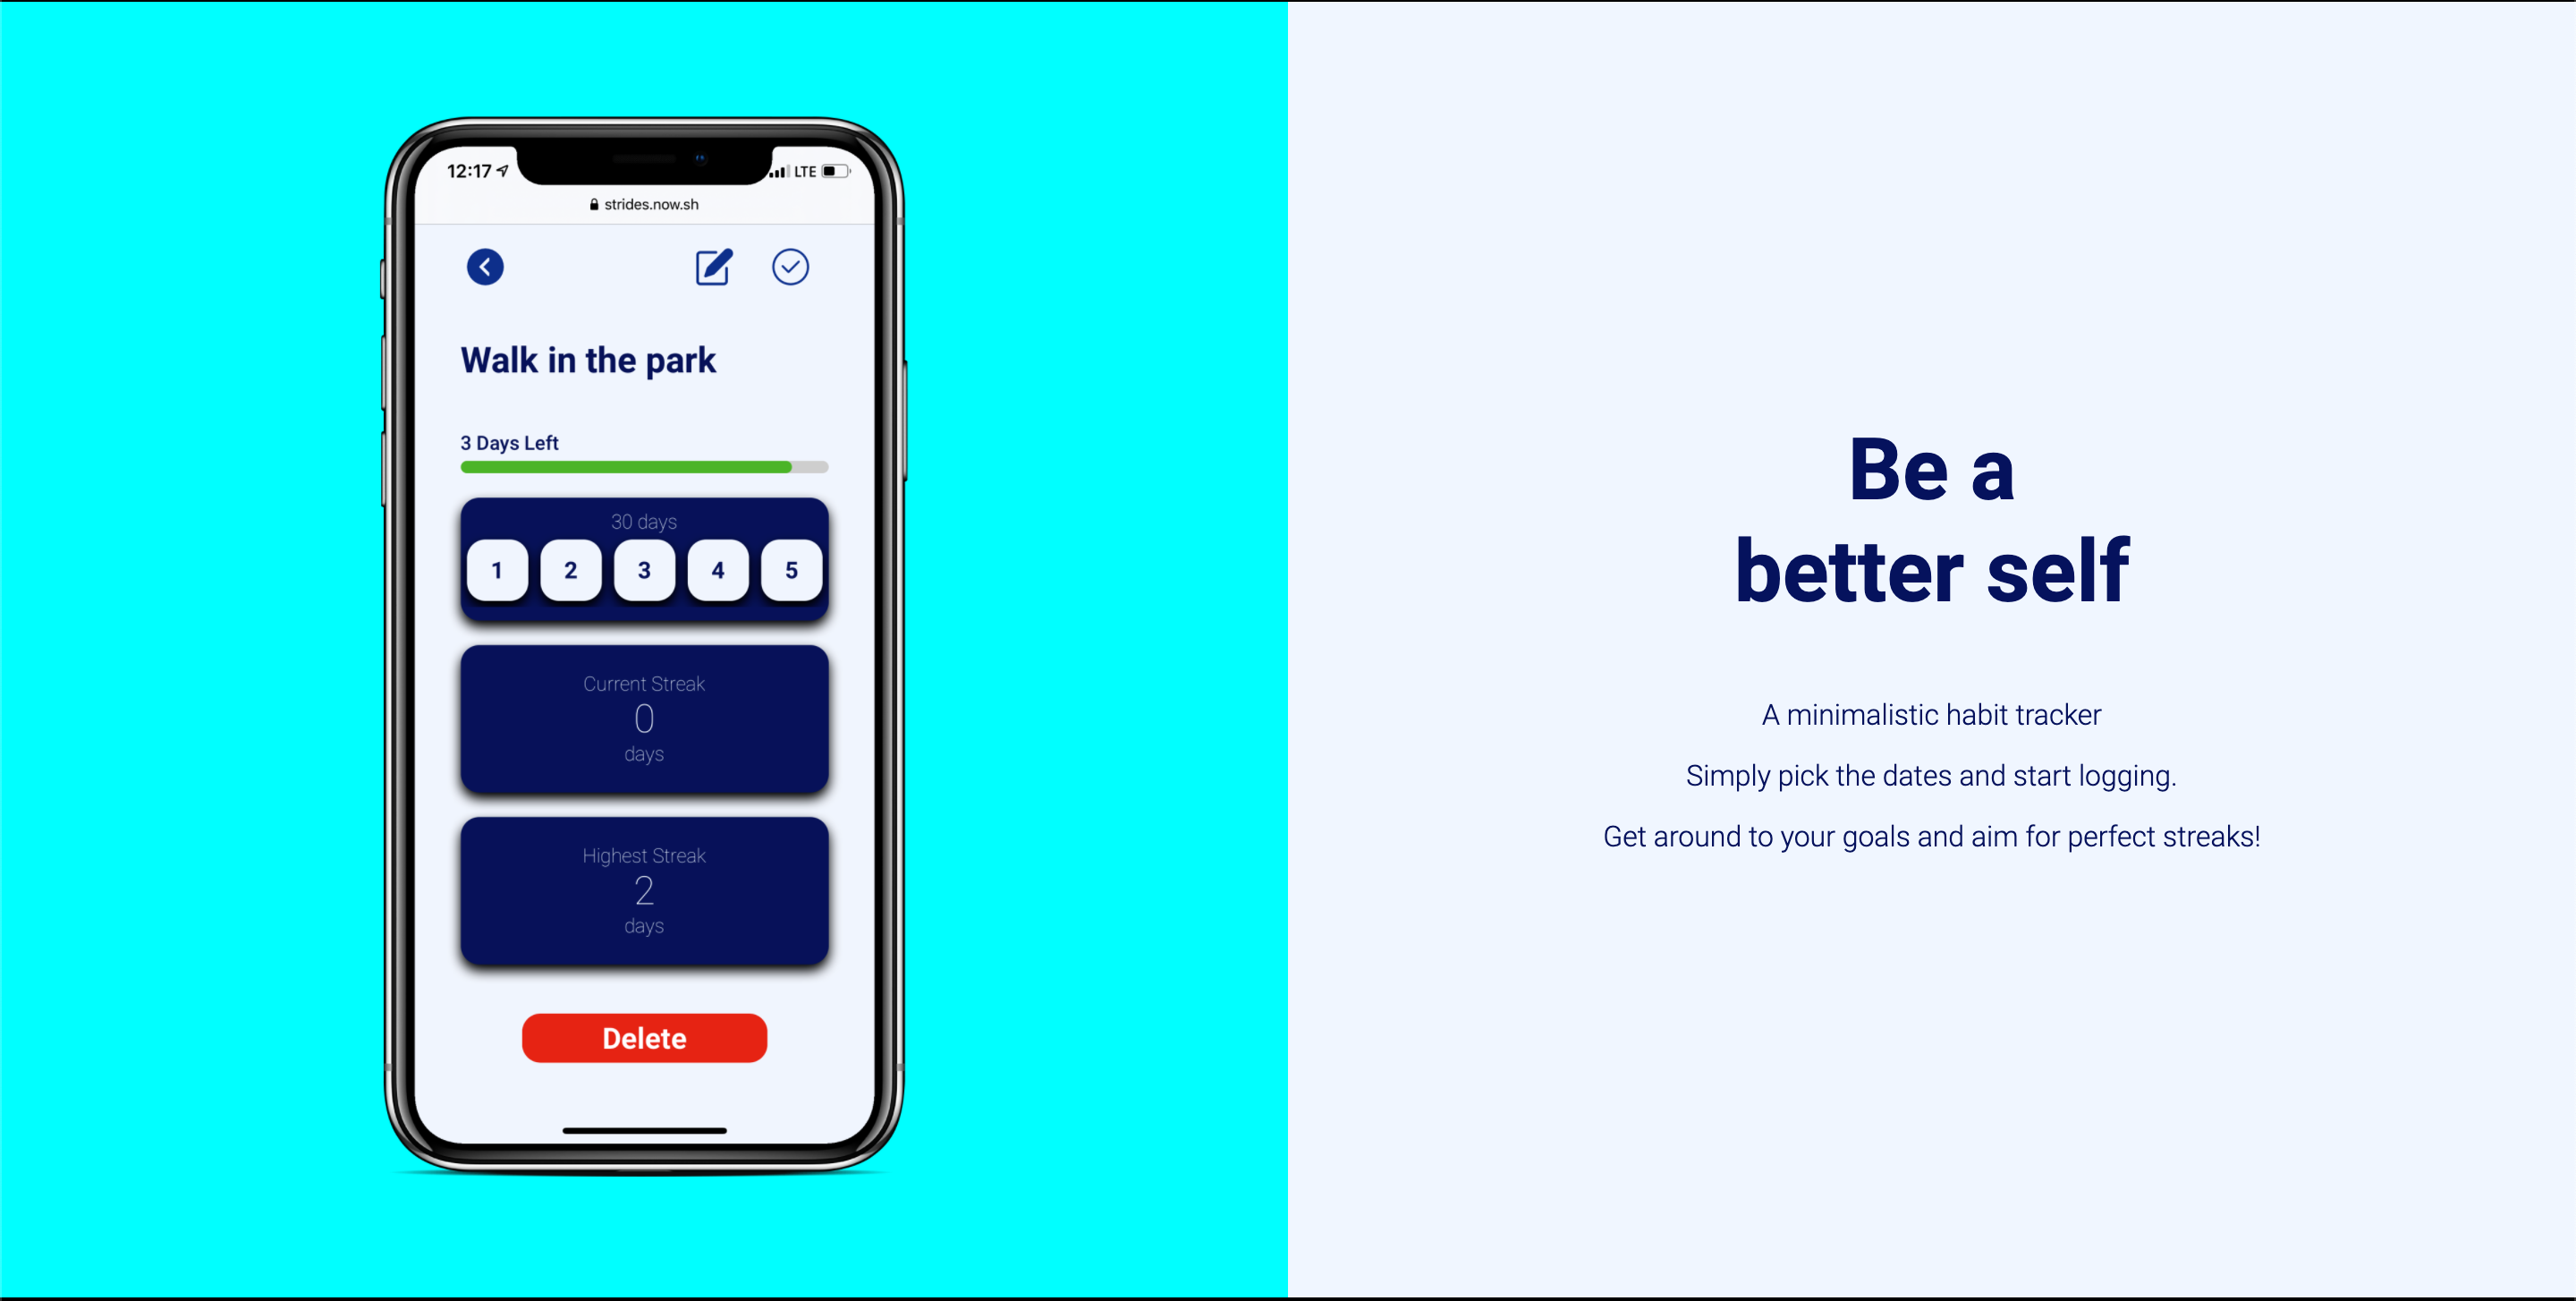 12:17
LTE
strides.now.sh
Walk in the park
3 Days Left
30 days
1 2 3 4 5
Current Streak
0
days
Highest Streak
2
days
Delete
Be a
better self
A minimalistic habit tracker
Simply pick the dates and start logging.
Get around to your goals and aim for perfect streaks!